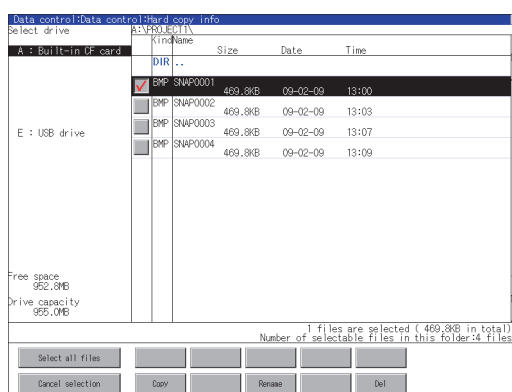 Data control:Data control:Hard copy info
Select drive A:\PROJECT1\
Kind Name Size Date Time
A : Built-in CF card
DIR ..
BMP SNAP0001 469.8KB 09-02-09 13:00
BMP SNAP0002 469.8KB 09-02-09 13:03
BMP SNAP0003 469.8KB 09-02-09 13:07
E : USB drive
BMP SNAP0004 469.8KB 09-02-09 13:09
Free space
952.8MB
Drive capacity
955.0MB
1 files are selected ( 469.8KB in total)
Number of selectable files in this folder:4 files
Select all files
Cancel selection Copy Rename Del